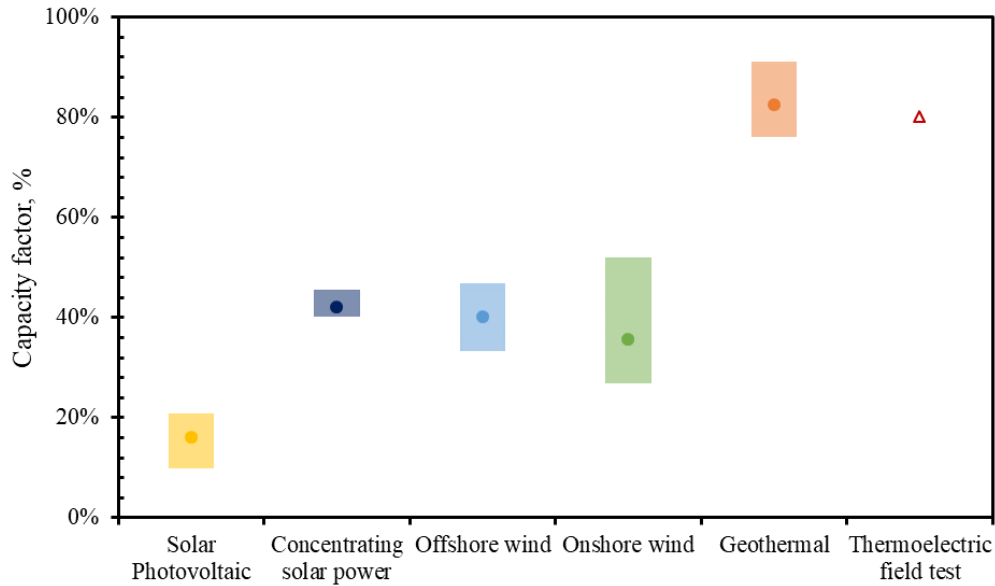 100%
80%
60%
40%
20%
0%
Capacity factor, %
Solar
Photovoltaic
Concentrating
solar power
Offshore wind
Onshore wind
Geothermal
Thermoelectric
field test